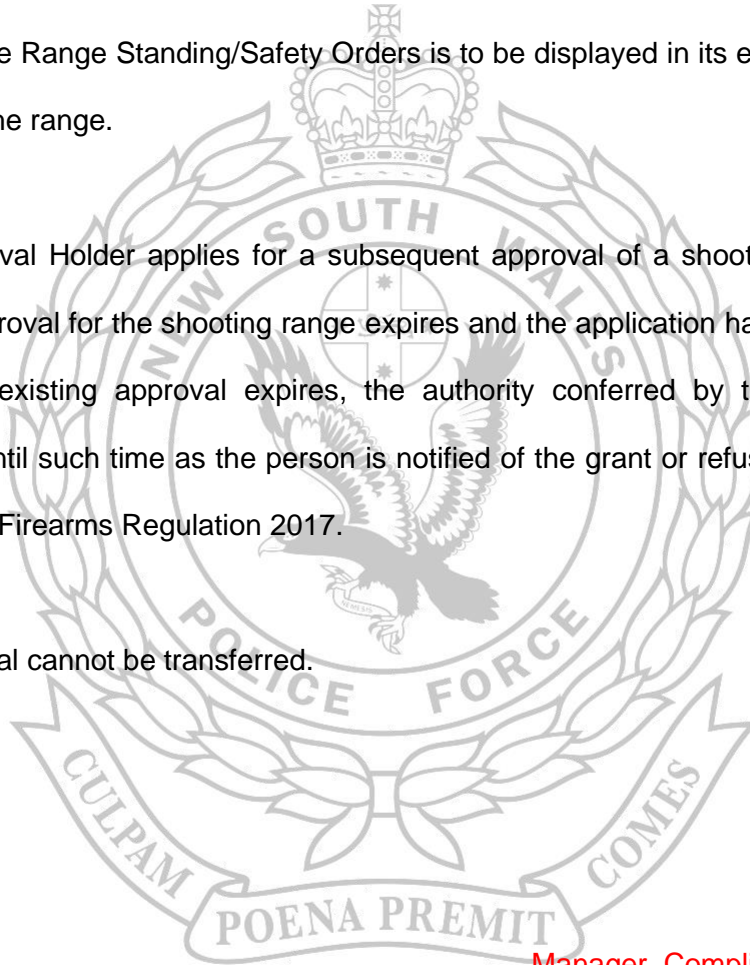 e Range Standing/Safety Orders is to be displayed in its e
ne range.
val Holder applies for a subsequent approval of a shoot
roval for the shooting range expires and the application ha
existing approval expires, the authority conferred by t
ntil such time as the person is notified of the grant or refus
Firearms Regulation 2017.
al cannot be transferred.
NEW SOUTH WALES
POLICE FORCE
CULPAM
POENA PREMIT
COMES
Manager, Compl